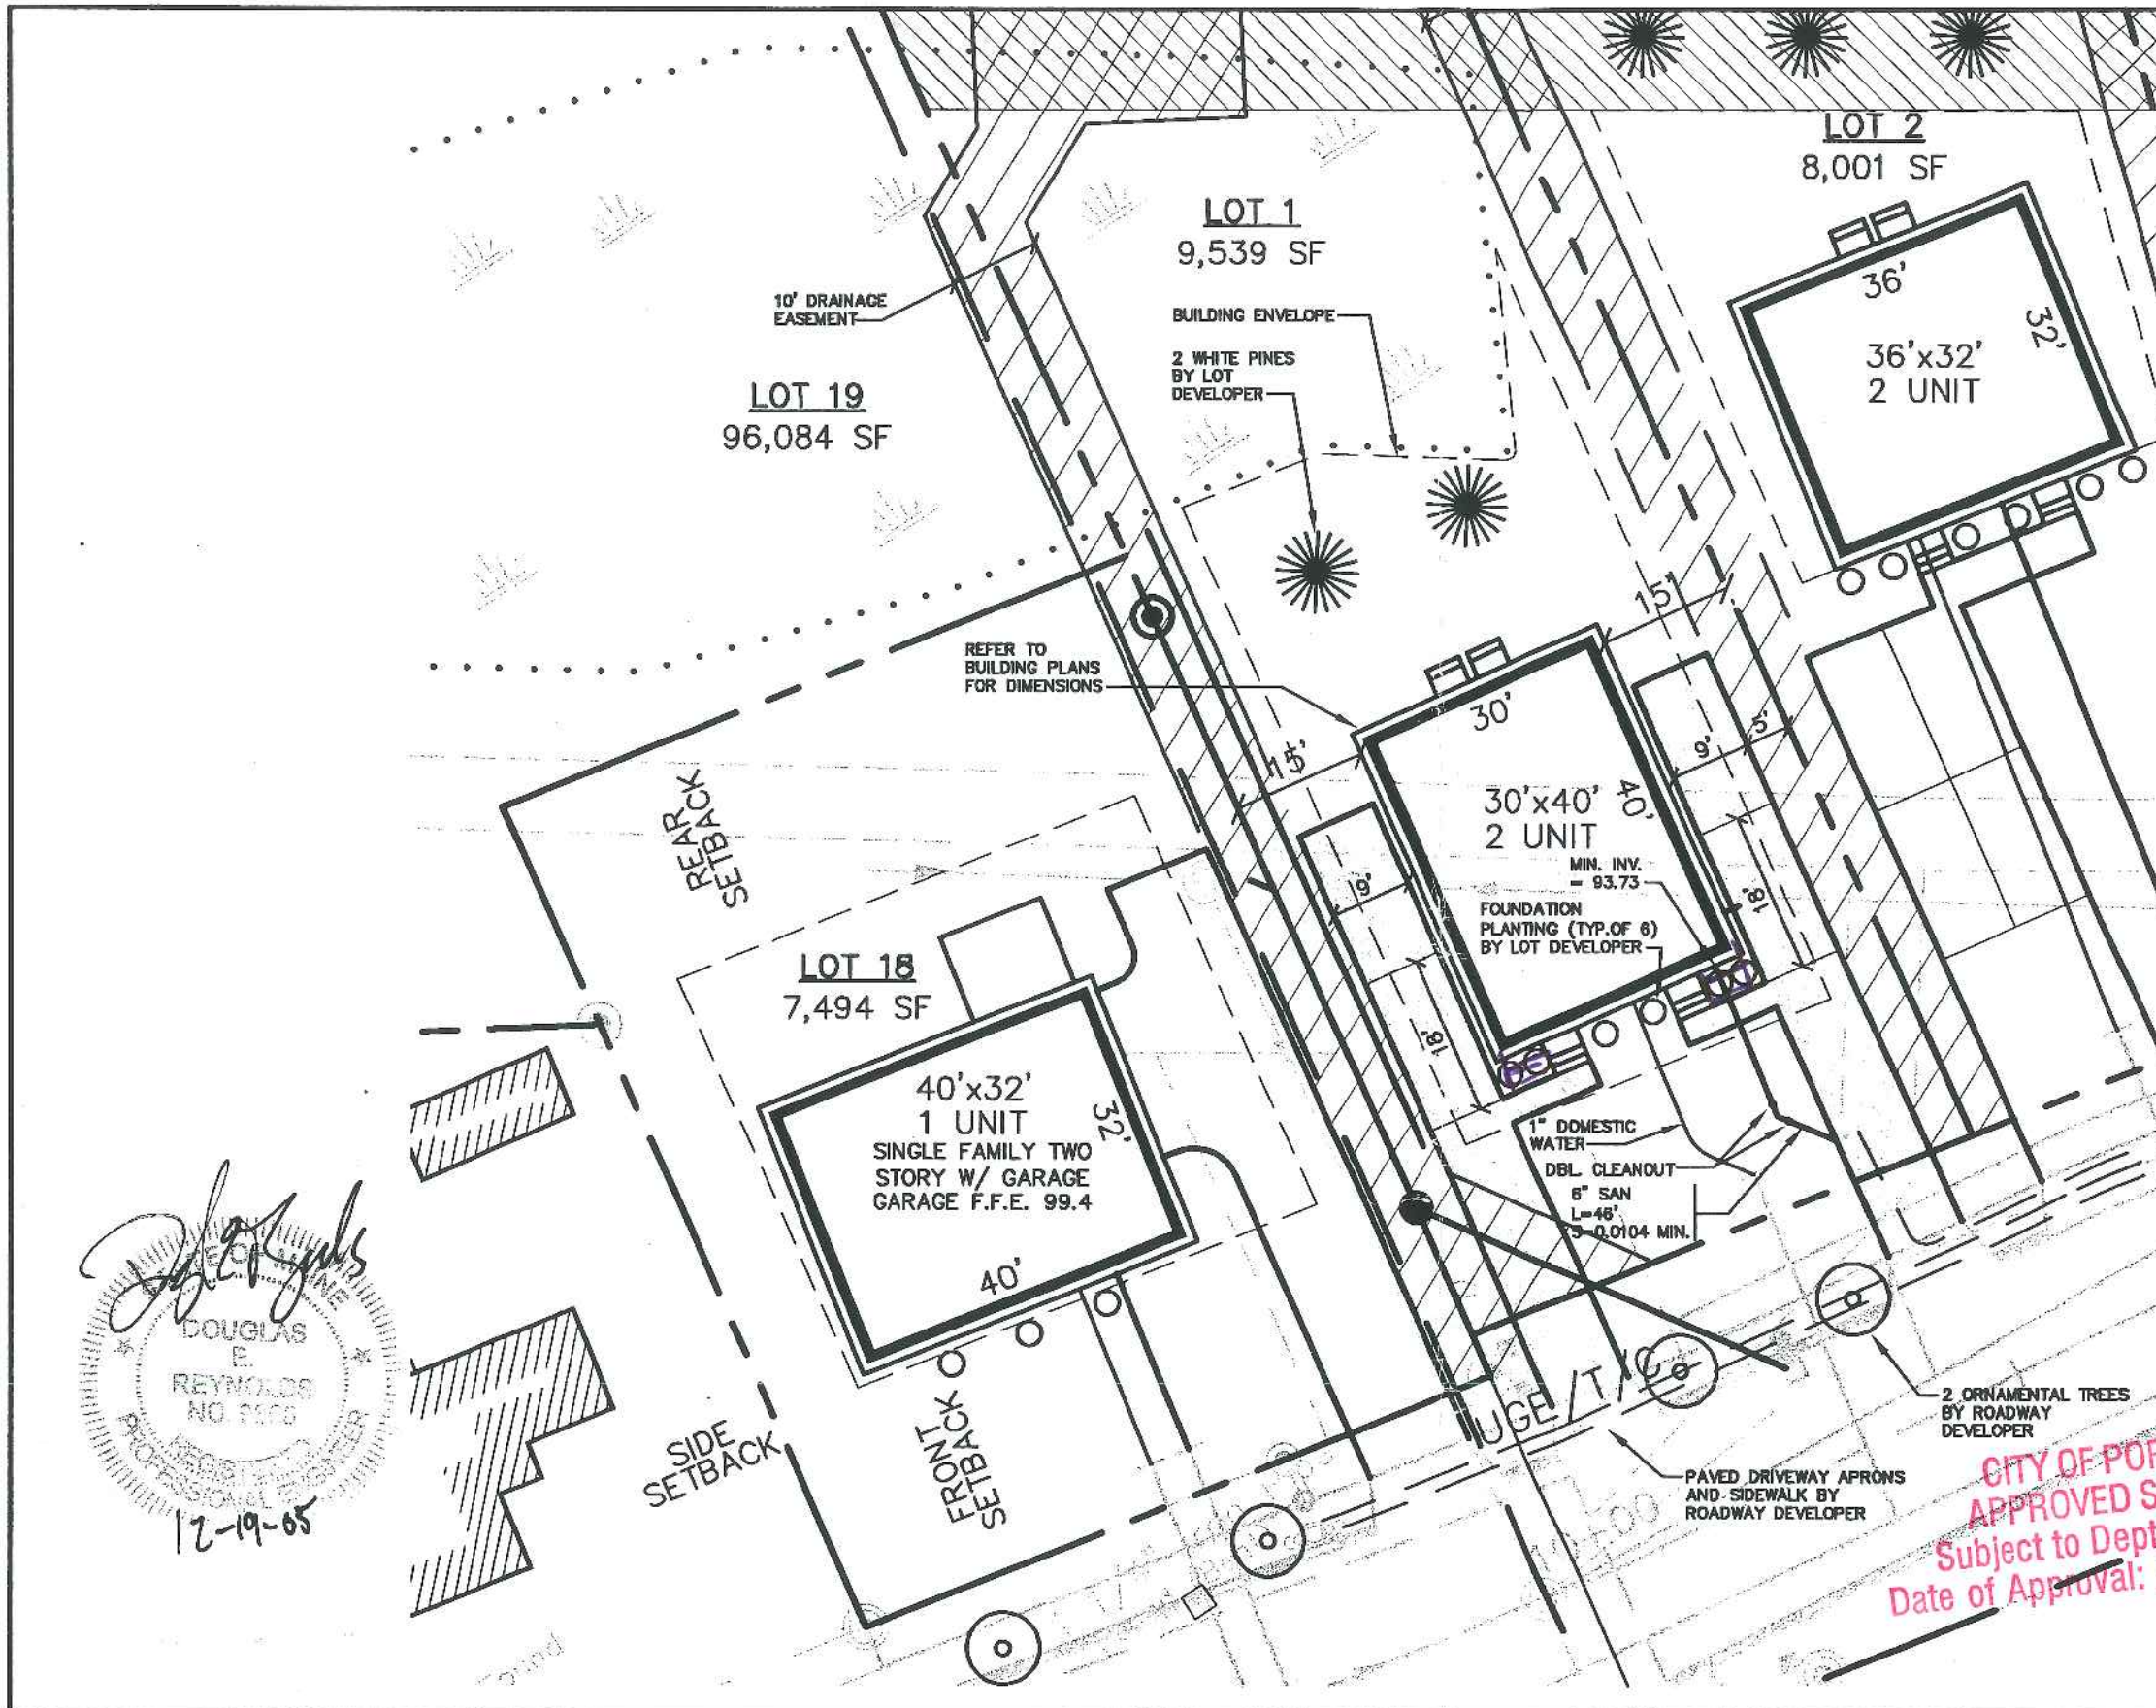 LOT 2
8,001 SF
LOT 1
9,539 SF
36'
32'
36'x32'
2 UNIT
10' DRAINAGE
EASEMENT
BUILDING ENVELOPE
2 WHITE PINES
BY LOT
DEVELOPER
LOT 19
96,084 SF
15'
REFER TO
BUILDING PLANS
FOR DIMENSIONS
30'
15'
9'
5'
30'x40'
2 UNIT
40'
MIN. INV.
= 93.73
REAR
SETBACK
9'
18'
FOUNDATION
PLANTING (TYP.OF 6)
BY LOT DEVELOPER
LOT 18
7,494 SF
18'
40'x32'
1 UNIT
SINGLE FAMILY TWO
STORY W/ GARAGE
GARAGE F.F.E. 99.4
32'
40'
1" DOMESTIC
WATER
DBL. CLEANOUT
6" SAN
L=46'
S=0.0104 MIN.
DOUGLAS
E.
REYNOLDS
NO.
PROFESSIONAL
12-19-05
SIDE
SETBACK
FRONT
SETBACK
UGE/T/C
2 ORNAMENTAL TREES
BY ROADWAY
DEVELOPER
PAVED DRIVEWAY APRONS
AND SIDEWALK BY
ROADWAY DEVELOPER
CITY OF
APPROVED
Subject to
Date of Approval: